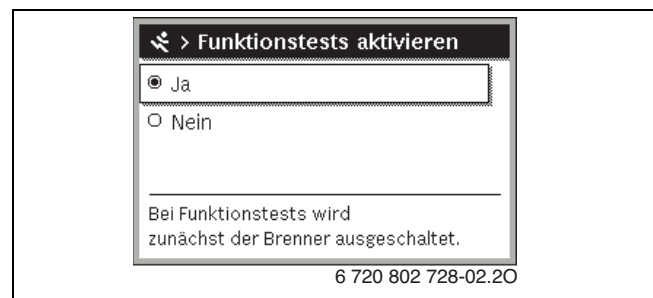 > Funktionstests aktivieren
Ja
Nein
Bei Funktionstests wird
zunächst der Brenner ausgeschaltet.
6 720 802 728-02.2O